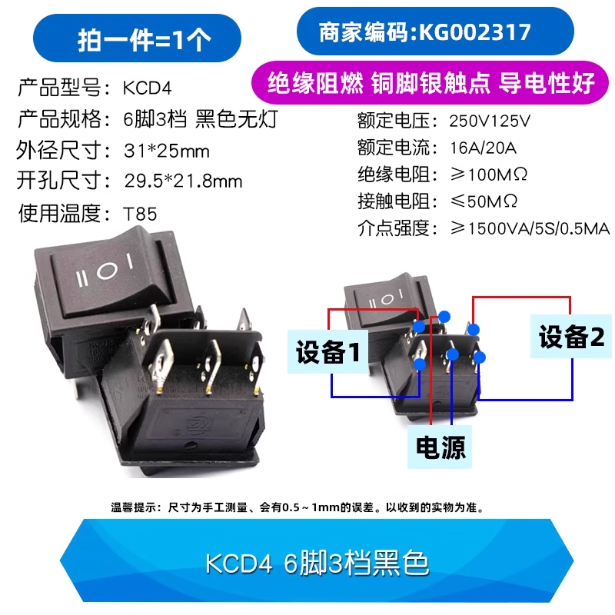 拍一件=1个
商家编码:KG002317
绝缘阻燃 铜脚银触点 导电性好
产品型号: KCD4
产品规格: 6脚3档 黑色无灯
外径尺寸: 31*25mm
开孔尺寸: 29.5*21.8mm
使用温度: T85
额定电压: 250V125V
额定电流: 16A/20A
绝缘电阻: ≥100MΩ
接触电阻: ≤50MΩ
介点强度: ≥1500VA/5S/0.5MA
II O I
II O I
设备1
设备2
电源
温馨提示: 尺寸为手工测量、会有0.5~1mm的误差。以收到的实物为准。
KCD4 6脚3档黑色